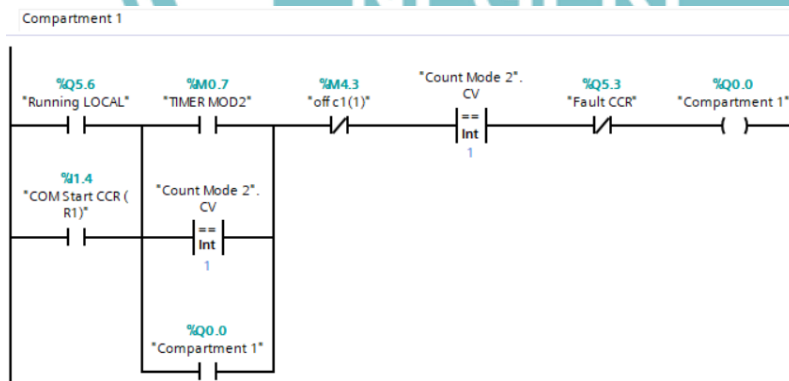 Compartment 1
%Q5.6
"Running LOCAL"
%M0.7
"TIMER MOD2"
%M4.3
"off c1(1)"
"Count Mode 2".
CV
==
Int
1
%Q5.3
"Fault CCR"
%Q0.0
"Compartment 1"
%I1.4
"COM Start CCR (
R1)"
"Count Mode 2".
CV
==
Int
1
%Q0.0
"Compartment 1"